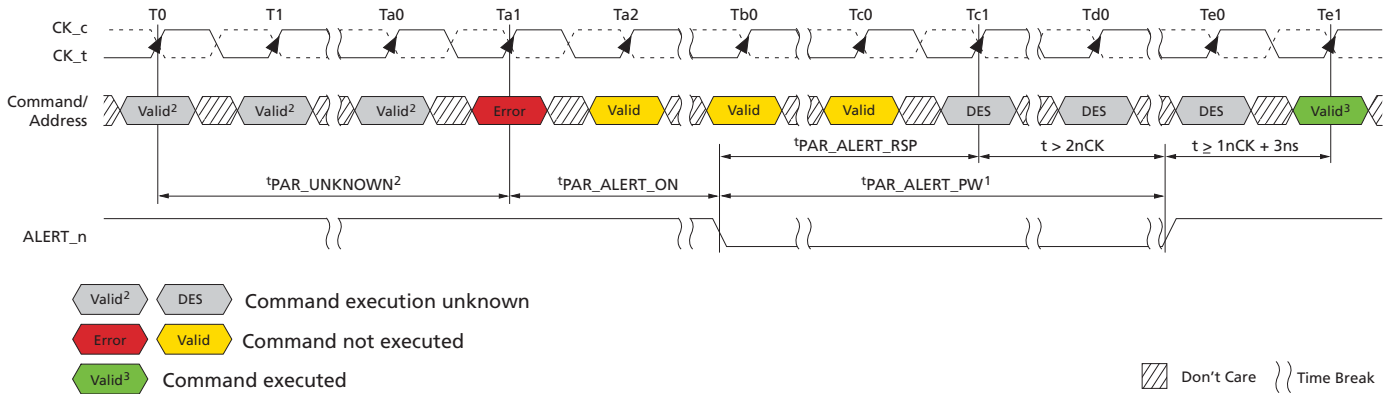 T0 T1 Ta0 Ta1 Ta2 Tb0 Tc0 Tc1 Td0 Te0 Te1
CK_c
CK_t
Command/
Address
Valid² Valid² Valid² Error Valid Valid Valid DES DES DES Valid³
tPAR_ALERT_RSP t > 2nCK t ≥ 1nCK + 3ns
tPAR_UNKNOWN² tPAR_ALERT_ON tPAR_ALERT_PW¹
ALERT_n
Valid² DES Command execution unknown
Error Valid Command not executed
Valid³ Command executed
Don't Care Time Break